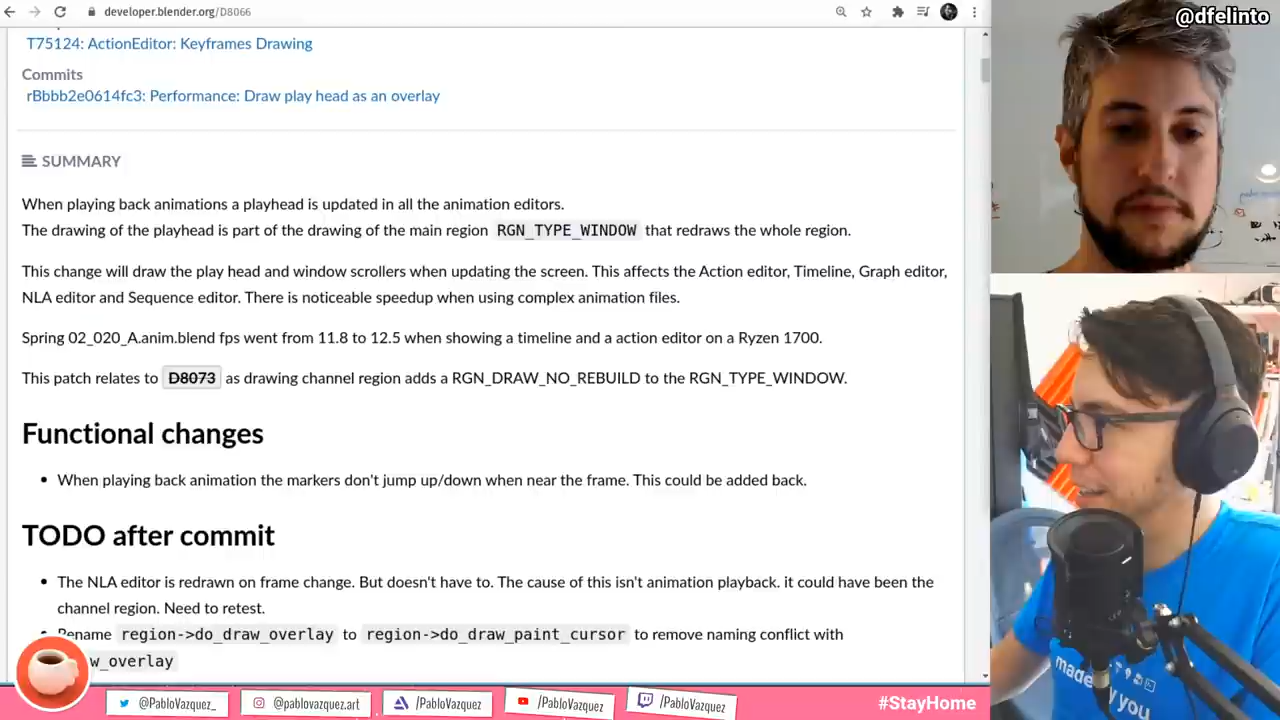 developer.blender.org/D8066
@dfelinto
T75124: ActionEditor: Keyframes Drawing
Commits
rBbbb2e0614fc3: Performance: Draw play head as an overlay
SUMMARY
When playing back animations a playhead is updated in all the animation editors.
The drawing of the playhead is part of the drawing of the main region RGN_TYPE_WINDOW that redraws the whole region.
This change will draw the play head and window scrollers when updating the screen. This affects the Action editor, Timeline, Graph editor,
NLA editor and Sequence editor. There is noticeable speedup when using complex animation files.
Spring 02_020_A.anim.blend fps went from 11.8 to 12.5 when showing a timeline and a action editor on a Ryzen 1700.
This patch relates to D8073 as drawing channel region adds a RGN_DRAW_NO_REBUILD to the RGN_TYPE_WINDOW.
Functional changes
When playing back animation the markers don't jump up/down when near the frame. This could be added back.
TODO after commit
The NLA editor is redrawn on frame change. But doesn't have to. The cause of this isn't animation playback. it could have been the
channel region. Need to retest.
Rename region->do_draw_overlay to region->do_draw_paint_cursor to remove naming conflict with
w_overlay
made by you
@PabloVazquez_
@pablovazquez.art
/PabloVazquez
/PabloVazquez
/PabloVazquez
#StayHome